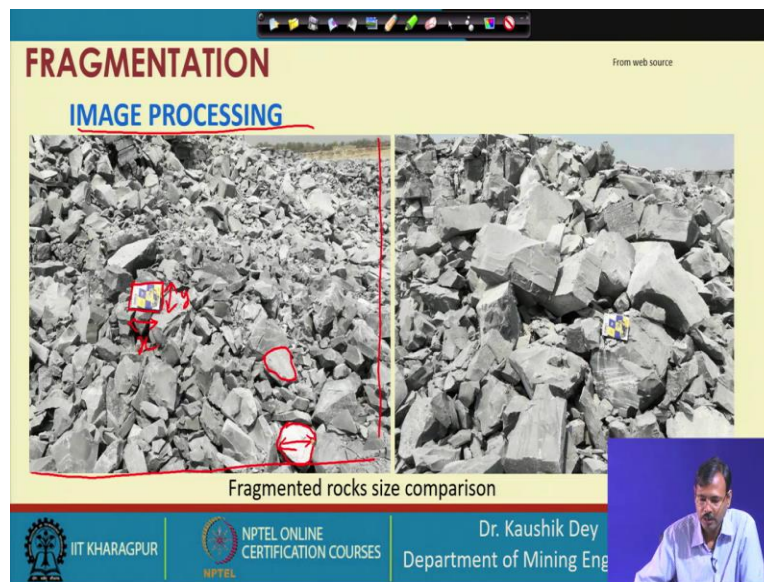 FRAGMENTATION
From web source
IMAGE PROCESSING
y
x
Fragmented rocks size comparison
IIT KHARAGPUR
NPTEL
NPTEL ONLINE
CERTIFICATION COURSES
Dr. Kaushik Dey
Department of Mining Eng